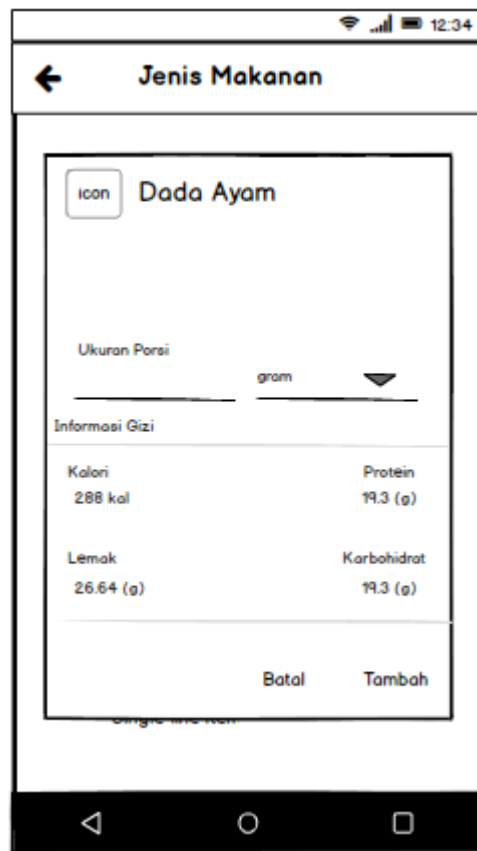 12:34
Jenis Makanan
icon
Dada Ayam
Ukuran Porsi
gram
Informasi Gizi
Kalori Protein
288 kal 19.3 (g)
Lemak Karbohidrat
26.64 (g) 19.3 (g)
Batal Tambah